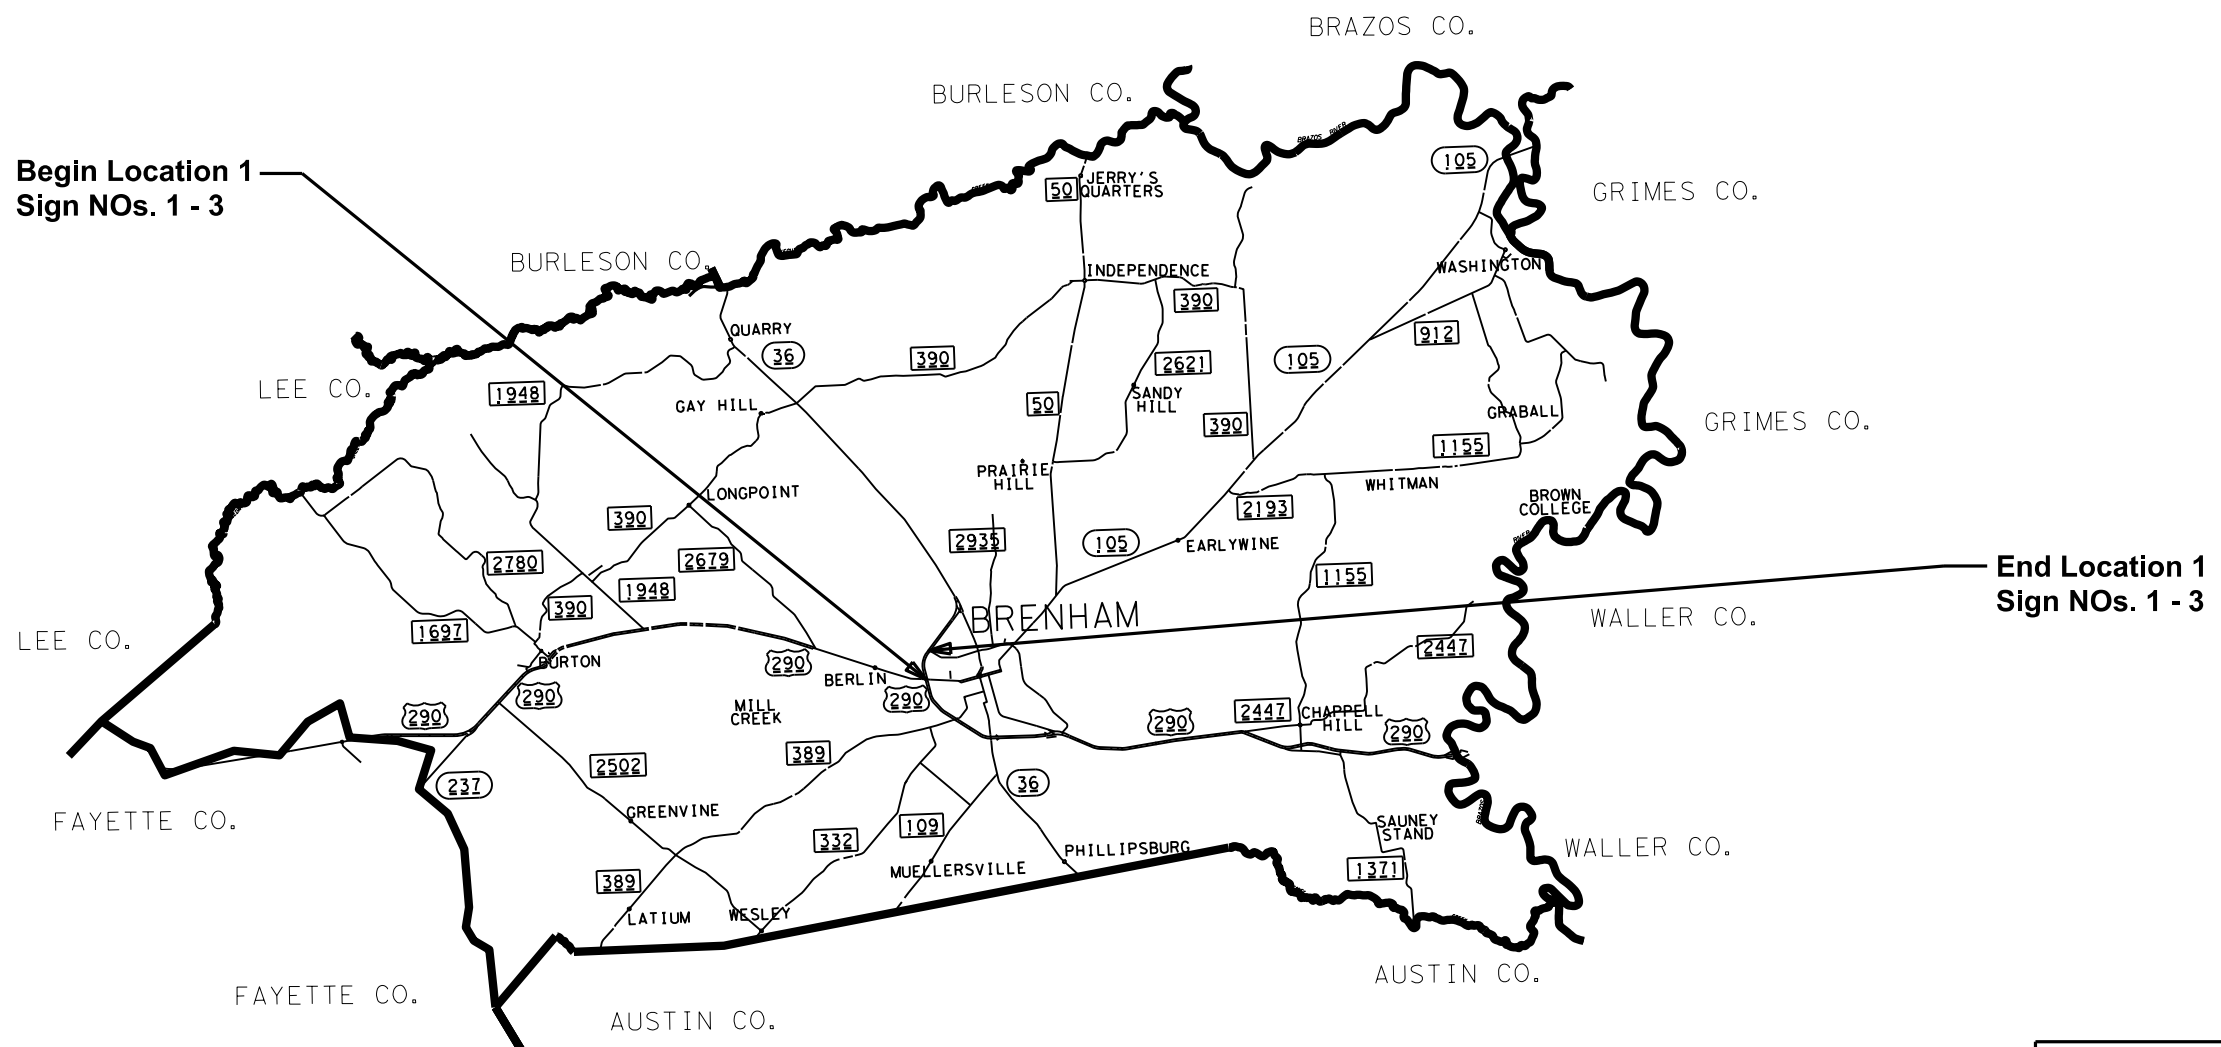 BRAZOS CO.
BURLESON CO.
BRAZOS RIVER
105
Begin Location 1
Sign NOs. 1 - 3
50
JERRY'S
QUARTERS
GRIMES CO.
BURLESON CO.
INDEPENDENCE
WASHINGTON
390
QUARRY
36
912
390
2621
105
LEE CO.
1948
GAY HILL
50
SANDY
HILL
390
GRABALL
GRIMES CO.
1155
PRAIRIE
HILL
WHITMAN
LONGPOINT
BROWN
COLLEGE
390
2193
2935
105
EARLYWINE
RIVER
2780
2679
1948
1155
End Location 1
Sign NOs. 1 - 3
390
BRENHAM
WALLER CO.
1697
LEE CO.
2447
BURTON
290
BERLIN
290
290
290
MILL
CREEK
290
2447
CHAPPELL
HILL
290
389
2502
237
36
GREENVINE
FAYETTE CO.
332
109
SAUNEY
STAND
BRAZOS
PHILLIPSBURG
WALLER CO.
MUELLERSVILLE
1371
389
LATIUM
WESLEY
AUSTIN CO.
FAYETTE CO.
AUSTIN CO.